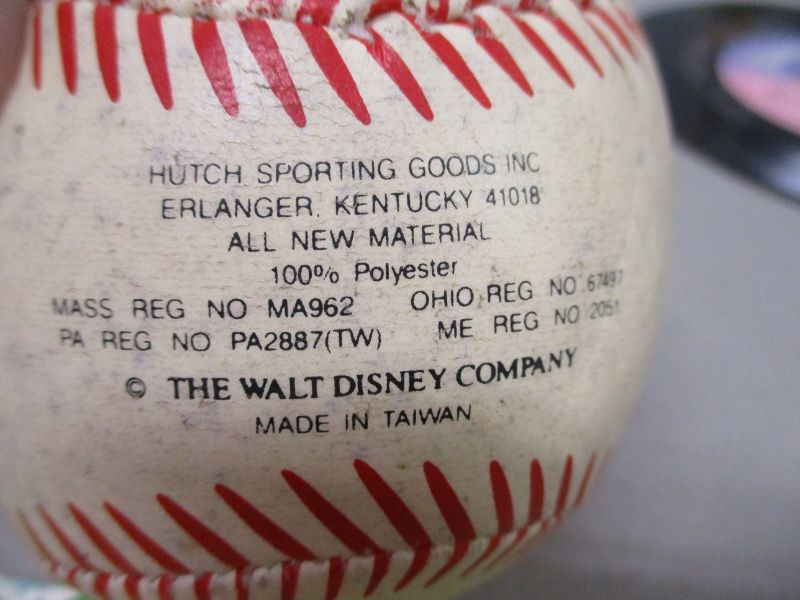 HUTCH SPORTING GOODS INC
ERLANGER, KENTUCKY 41018
ALL NEW MATERIAL
100% Polyester
MASS REG NO MA962 OHIO REG NO 67497
PA REG NO PA2887(TW) ME REG NO 2051
© THE WALT DISNEY COMPANY
MADE IN TAIWAN